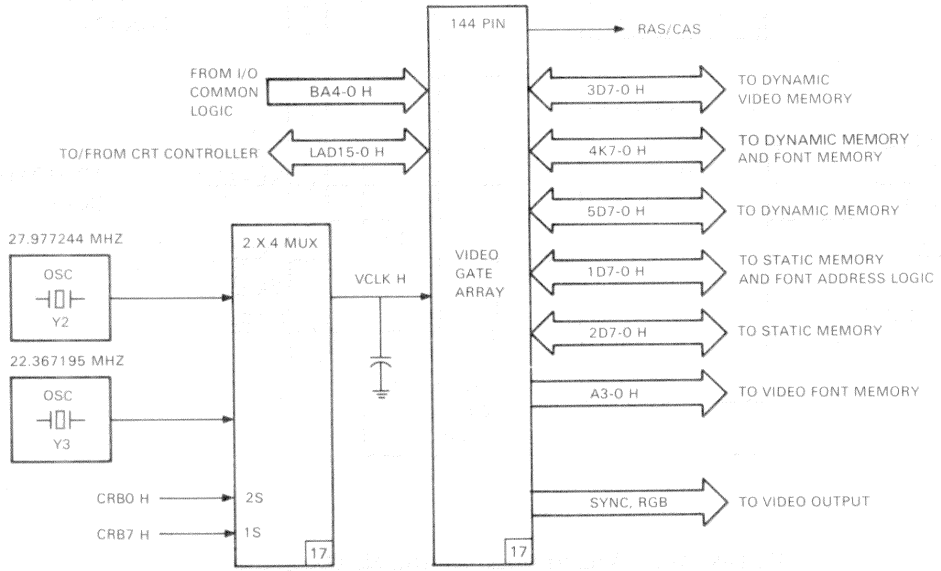 144 PIN
RAS/CAS
FROM I/O
COMMON
LOGIC
BA4-0 H
3D7-0 H
TO DYNAMIC
VIDEO MEMORY
TO/FROM CRT CONTROLLER
LAD15-0 H
4K7-0 H
TO DYNAMIC MEMORY
AND FONT MEMORY
5D7-0 H
TO DYNAMIC MEMORY
27.977244 MHZ
2 X 4 MUX
OSC
Y2
VCLK H
VIDEO
GATE
ARRAY
1D7-0 H
TO STATIC MEMORY
AND FONT ADDRESS LOGIC
2D7-0 H
TO STATIC MEMORY
22.367195 MHZ
OSC
Y3
A3-0 H
TO VIDEO FONT MEMORY
CRB0 H
2S
CRB7 H
1S
SYNC, RGB
TO VIDEO OUTPUT
17
17